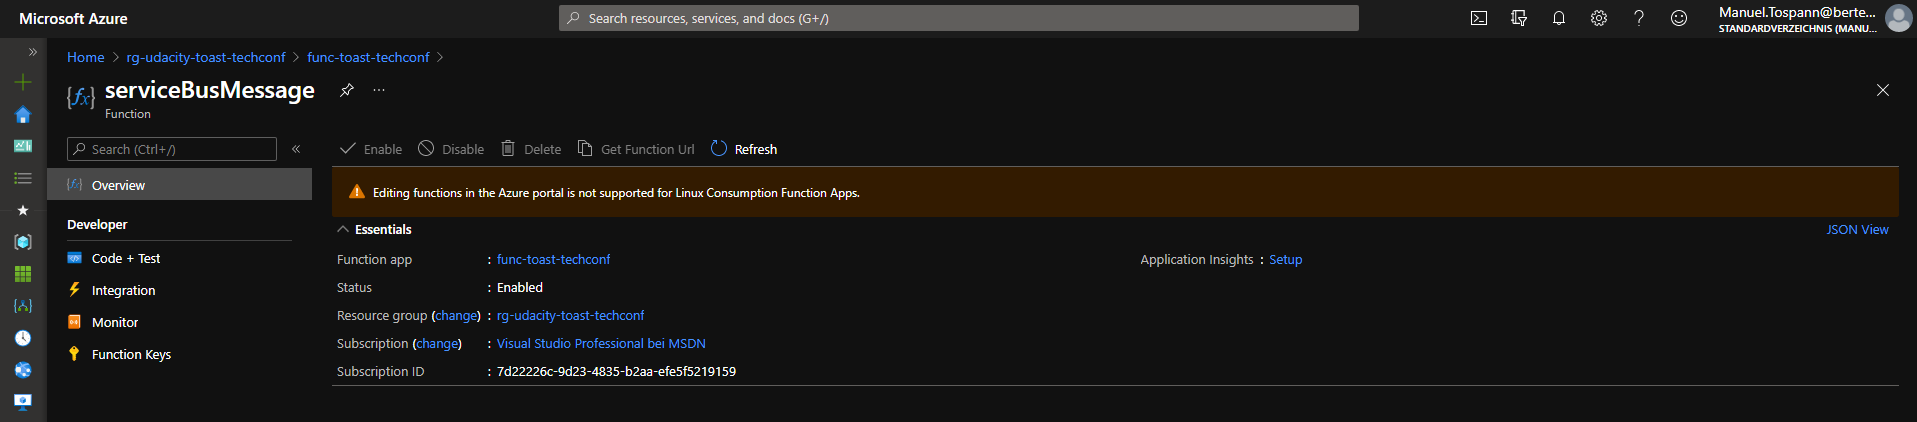 Microsoft Azure
Search resources, services, and docs (G+/)
Manuel.Tospann@berte...
STANDARDVERZEICHNIS (MANU...
Home > rg-udacity-toast-techconf > func-toast-techconf >
serviceBusMessage
Function
Search (Ctrl+/)
Overview
Developer
Code + Test
Integration
Monitor
Function Keys
Enable Disable Delete Get Function Url Refresh
Editing functions in the Azure portal is not supported for Linux Consumption Function Apps.
Essentials
JSON View
Function app : func-toast-techconf
Application Insights : Setup
Status : Enabled
Resource group (change) : rg-udacity-toast-techconf
Subscription (change) : Visual Studio Professional bei MSDN
Subscription ID : 7d22226c-9d23-4835-b2aa-efe5f5219159